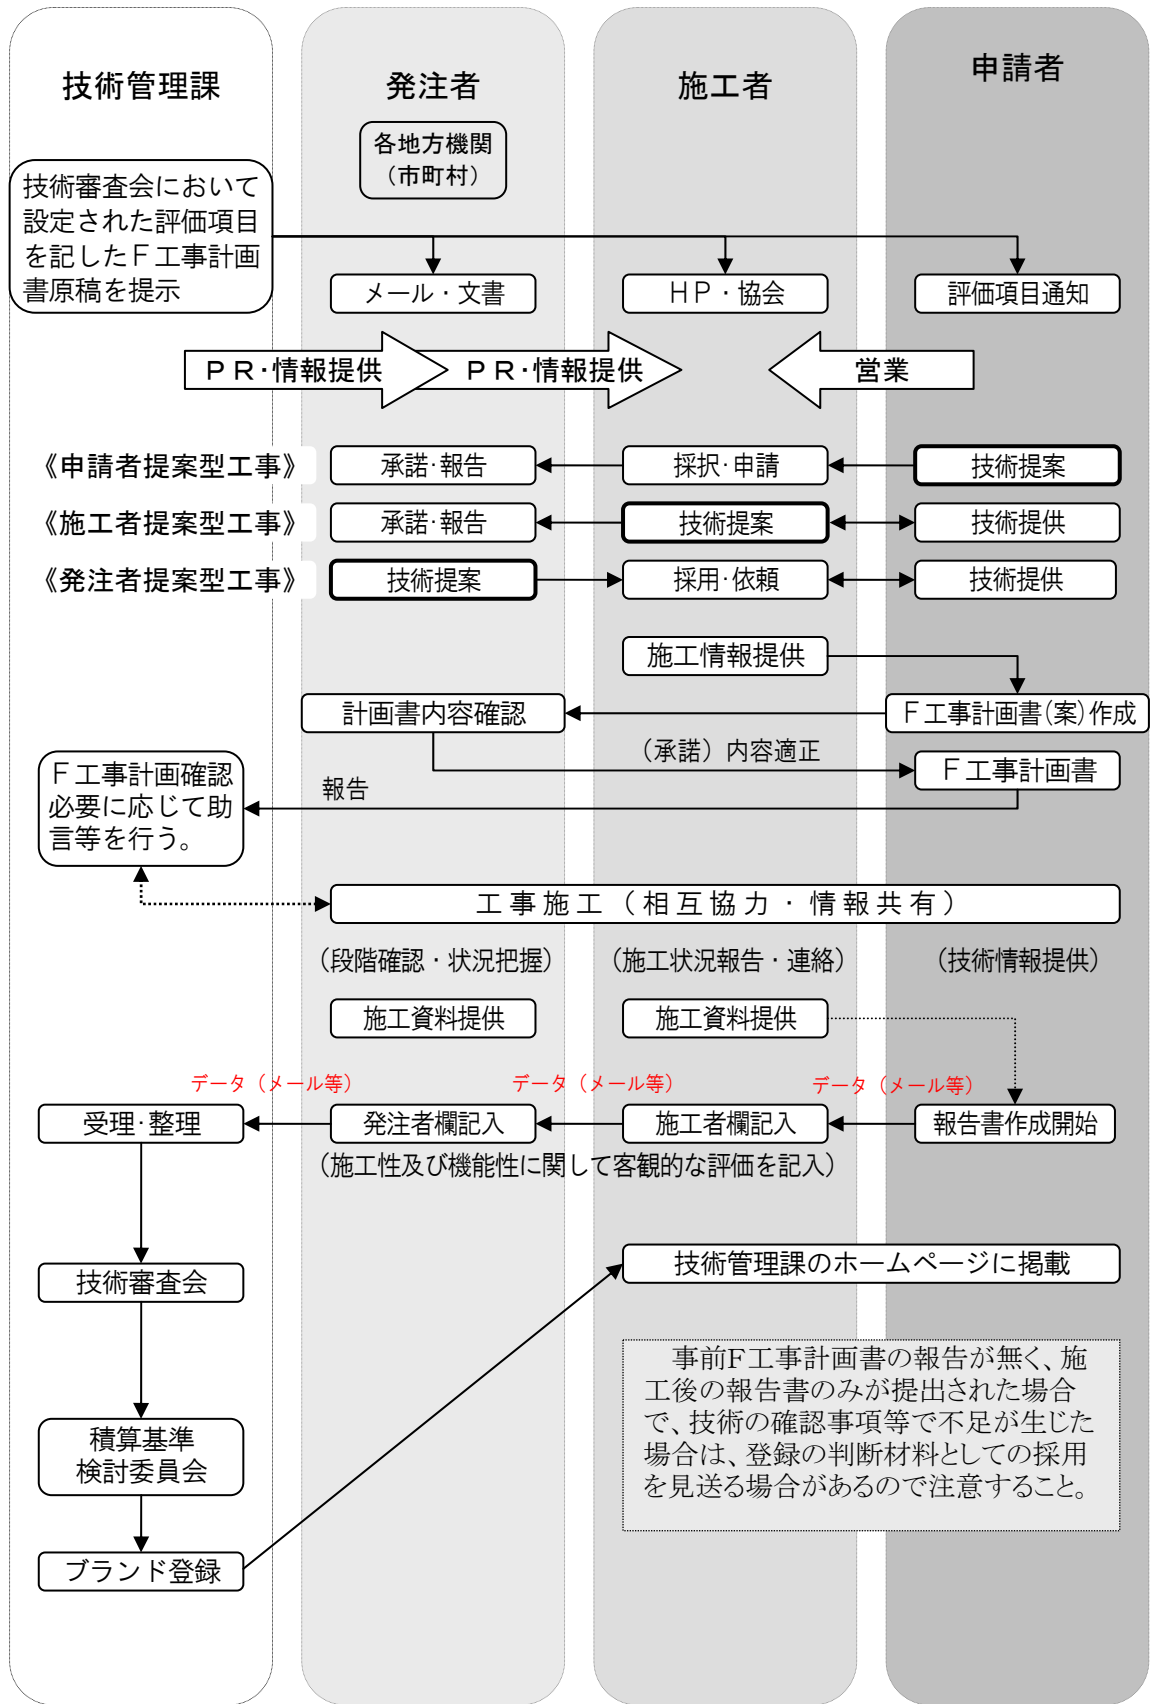 技術管理課
発注者
施工者
申請者
各地方機関
（市町村）
技術審査会において
設定された評価項目
を記したＦ工事計画
書原稿を提示
メール・文書
ＨＰ・協会
評価項目通知
ＰＲ・情報提供
ＰＲ・情報提供
営業
《申請者提案型工事》
承諾・報告
採択・申請
技術提案
《施工者提案型工事》
承諾・報告
技術提案
技術提供
《発注者提案型工事》
技術提案
採用・依頼
技術提供
施工情報提供
計画書内容確認
Ｆ工事計画書（案）作成
（承諾）内容適正
Ｆ工事計画書
Ｆ工事計画確認
必要に応じて助
言等を行う。
報告
工事施工（相互協力・情報共有）
（段階確認・状況把握）
（施工状況報告・連絡）
（技術情報提供）
施工資料提供
施工資料提供
データ（メール等）
データ（メール等）
データ（メール等）
受理・整理
発注者欄記入
施工者欄記入
報告書作成開始
（施工性及び機能性に関して客観的な評価を記入）
技術審査会
技術管理課のホームページに掲載
事前Ｆ工事計画書の報告が無く、施
工後の報告書のみが提出された場合
で、技術の確認事項等で不足が生じた
場合は、登録の判断材料としての採用
を見送る場合があるので注意すること。
積算基準
検討委員会
ブランド登録